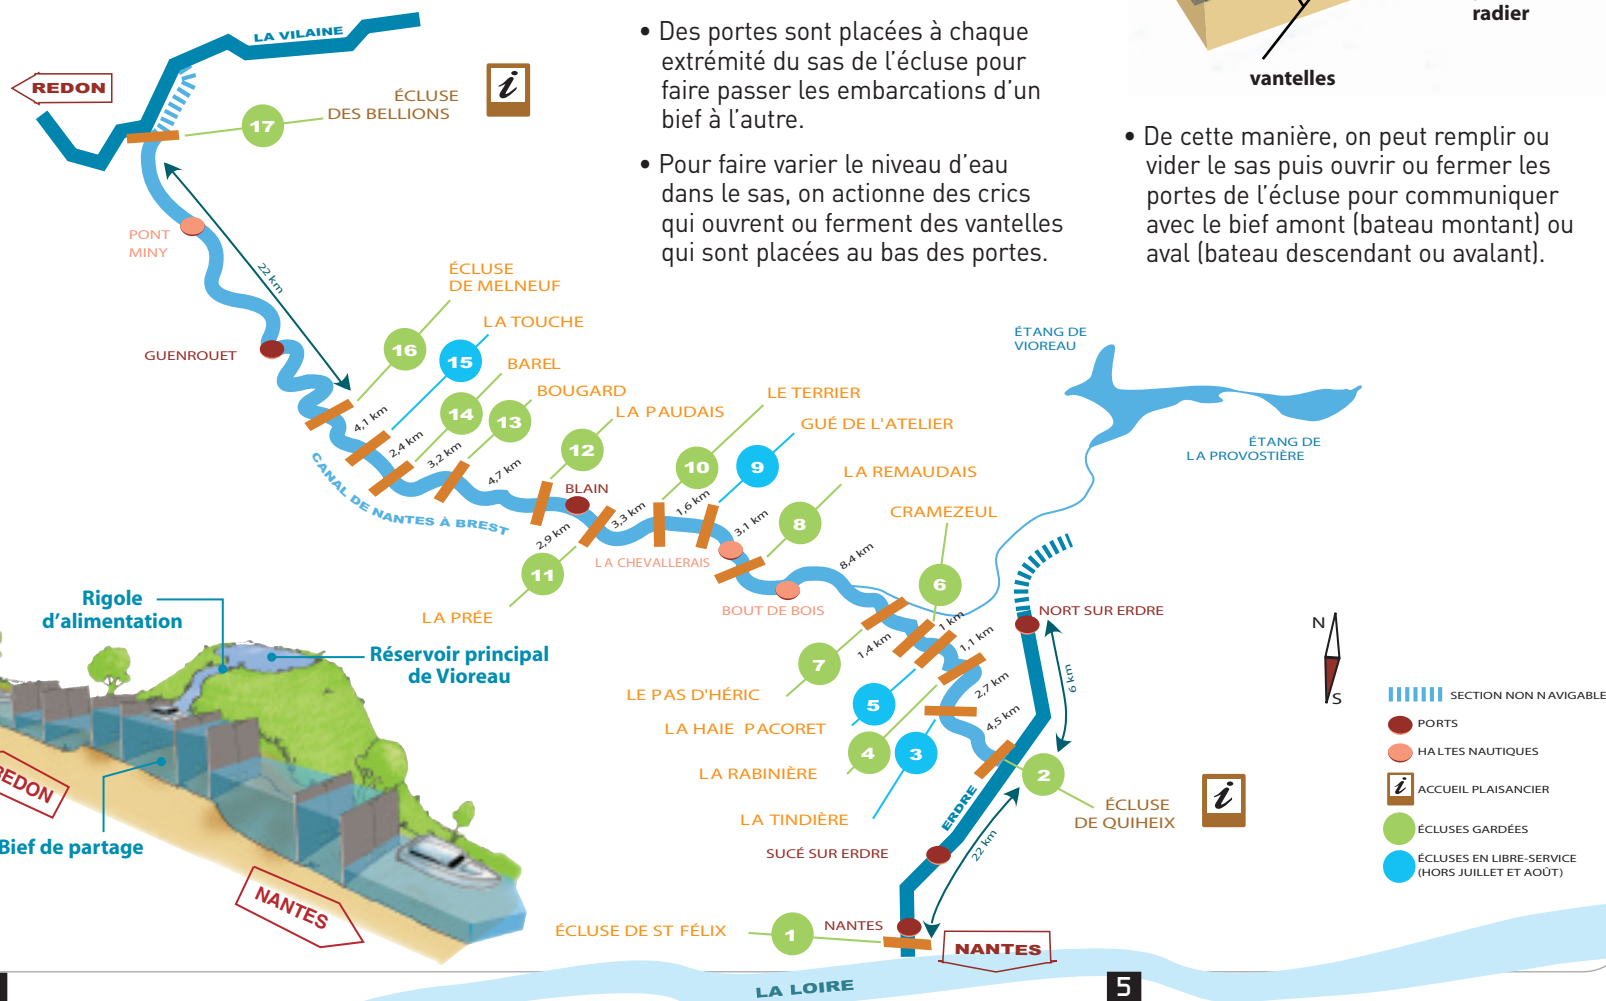 • Des portes sont placées à chaque
extrémité du sas de l'écluse pour
faire passer les embarcations d'un
bief à l'autre.
• Pour faire varier le niveau d'eau
dans le sas, on actionne des crics
qui ouvrent ou ferment des vantelles
qui sont placées au bas des portes.
radier
vantelles
• De cette manière, on peut remplir ou
vider le sas puis ouvrir ou fermer les
portes de l'écluse pour communiquer
avec le bief amont (bateau montant) ou
aval (bateau descendant ou avalant).
LA VILAINE
REDON
ÉCLUSE
DES BELLIONS
i
17
PONT
MINY
22 km
GUENROUET
ÉCLUSE
DE MELNEUF
16
LA TOUCHE
15
BAREL
14
BOUGARD
13
LA PAUDAIS
12
4,1 km
2,4 km
3,2 km
4,7 km
CANAL DE NANTES À BREST
BLAIN
2,9 km
11
LA PRÉE
3,3 km
LE TERRIER
10
1,6 km
GUÉ DE L'ATELIER
9
3,1 km
LA CHEVALLERAIS
LA REMAUDAIS
8
BOUT DE BOIS
8,4 km
CRAMEZEUL
6
ÉTANG DE
VIOREAU
ÉTANG DE
LA PROVOSTIÈRE
7
LE PAS D'HÉRIC
1,4 km
1 km
1,1 km
5
LA HAIE PACORET
4
LA RABINIÈRE
2,7 km
3
LA TINDIÈRE
4,5 km
NORT SUR ERDRE
6 km
2
ÉCLUSE
DE QUIHEIX
i
ERDRE
22 km
SUCÉ SUR ERDRE
ÉCLUSE DE ST FÉLIX
1
NANTES
NANTES
LA LOIRE
N
S
SECTION NON NAVIGABLE
PORTS
HALTES NAUTIQUES
i
ACCUEIL PLAISANCIER
ÉCLUSES GARDÉES
ÉCLUSES EN LIBRE-SERVICE
(HORS JUILLET ET AOÛT)
Rigole
d'alimentation
Réservoir principal
de Vioreau
REDON
Bief de partage
NANTES
5